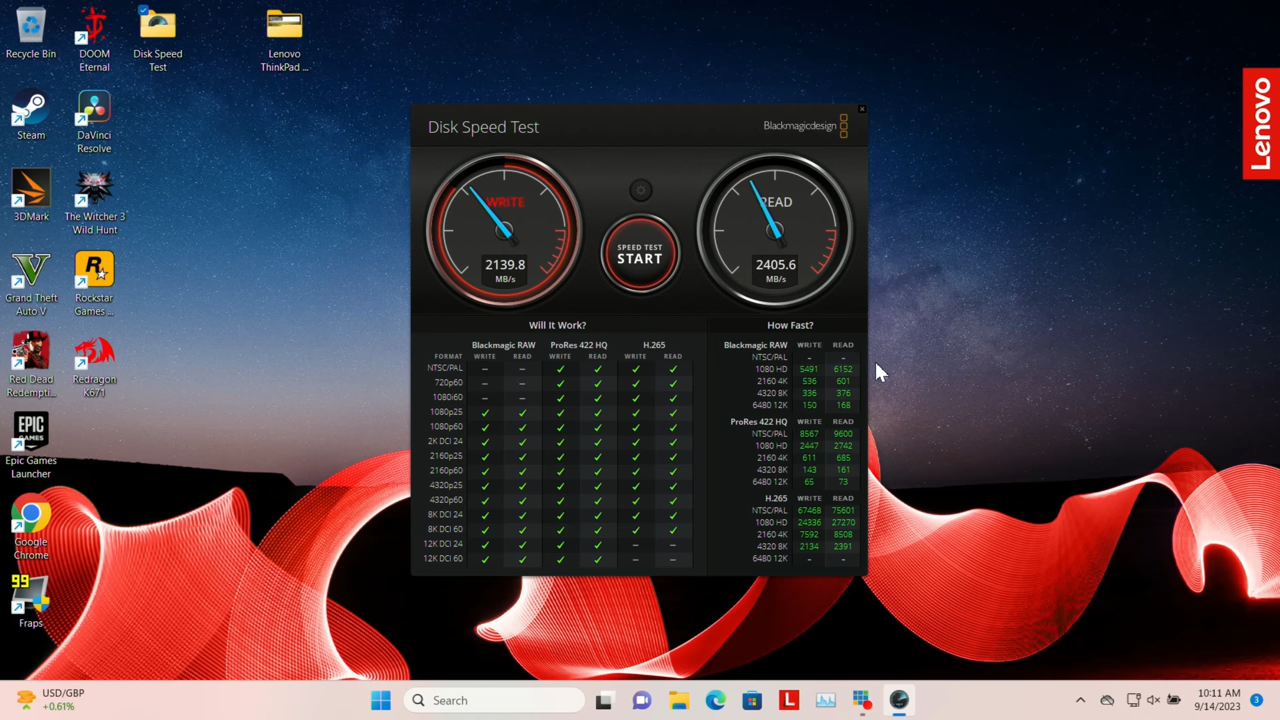 Recycle Bin
DOOM
Eternal
Disk Speed
Test
Lenovo
ThinkPad ...
Steam
DaVinci
Resolve
3DMark
The Witcher 3
Wild Hunt
Grand Theft
Auto V
Rockstar
Games ...
Red Dead
Redempti...
Redragon
K671
EPIC
GAMES
Epic Games
Launcher
Google
Chrome
99
Fraps
Lenovo
Disk Speed Test
Blackmagicdesign
WRITE
2139.8
MB/s
SPEED TEST
START
READ
2405.6
MB/s
Will It Work?
Blackmagic RAW ProRes 422 HQ H.265
FORMAT WRITE READ WRITE READ WRITE READ
NTSC/PAL – – ✓ ✓ ✓ ✓
720p60 – – ✓ ✓ ✓ ✓
1080i60 – – ✓ ✓ ✓ ✓
1080p25 ✓ ✓ ✓ ✓ ✓ ✓
1080p60 ✓ ✓ ✓ ✓ ✓ ✓
2K DCI 24 ✓ ✓ ✓ ✓ ✓ ✓
2160p25 ✓ ✓ ✓ ✓ ✓ ✓
2160p60 ✓ ✓ ✓ ✓ ✓ ✓
4320p25 ✓ ✓ ✓ ✓ ✓ ✓
4320p60 ✓ ✓ ✓ ✓ ✓ ✓
8K DCI 24 ✓ ✓ ✓ ✓ ✓ ✓
8K DCI 60 ✓ ✓ ✓ ✓ ✓ ✓
12K DCI 24 ✓ ✓ ✓ ✓ – –
12K DCI 60 ✓ ✓ ✓ ✓ – –
How Fast?
Blackmagic RAW WRITE READ
NTSC/PAL – –
1080 HD 5491 6152
2160 4K 536 601
4320 8K 336 376
6480 12K 150 168
ProRes 422 HQ WRITE READ
NTSC/PAL 8567 9600
1080 HD 2447 2742
2160 4K 611 685
4320 8K 143 161
6480 12K 65 73
H.265 WRITE READ
NTSC/PAL 67468 75601
1080 HD 24336 27270
2160 4K 7592 8508
4320 8K 2134 2391
6480 12K – –
USD/GBP
+0.61%
Search
L
10:11 AM
9/14/2023
3